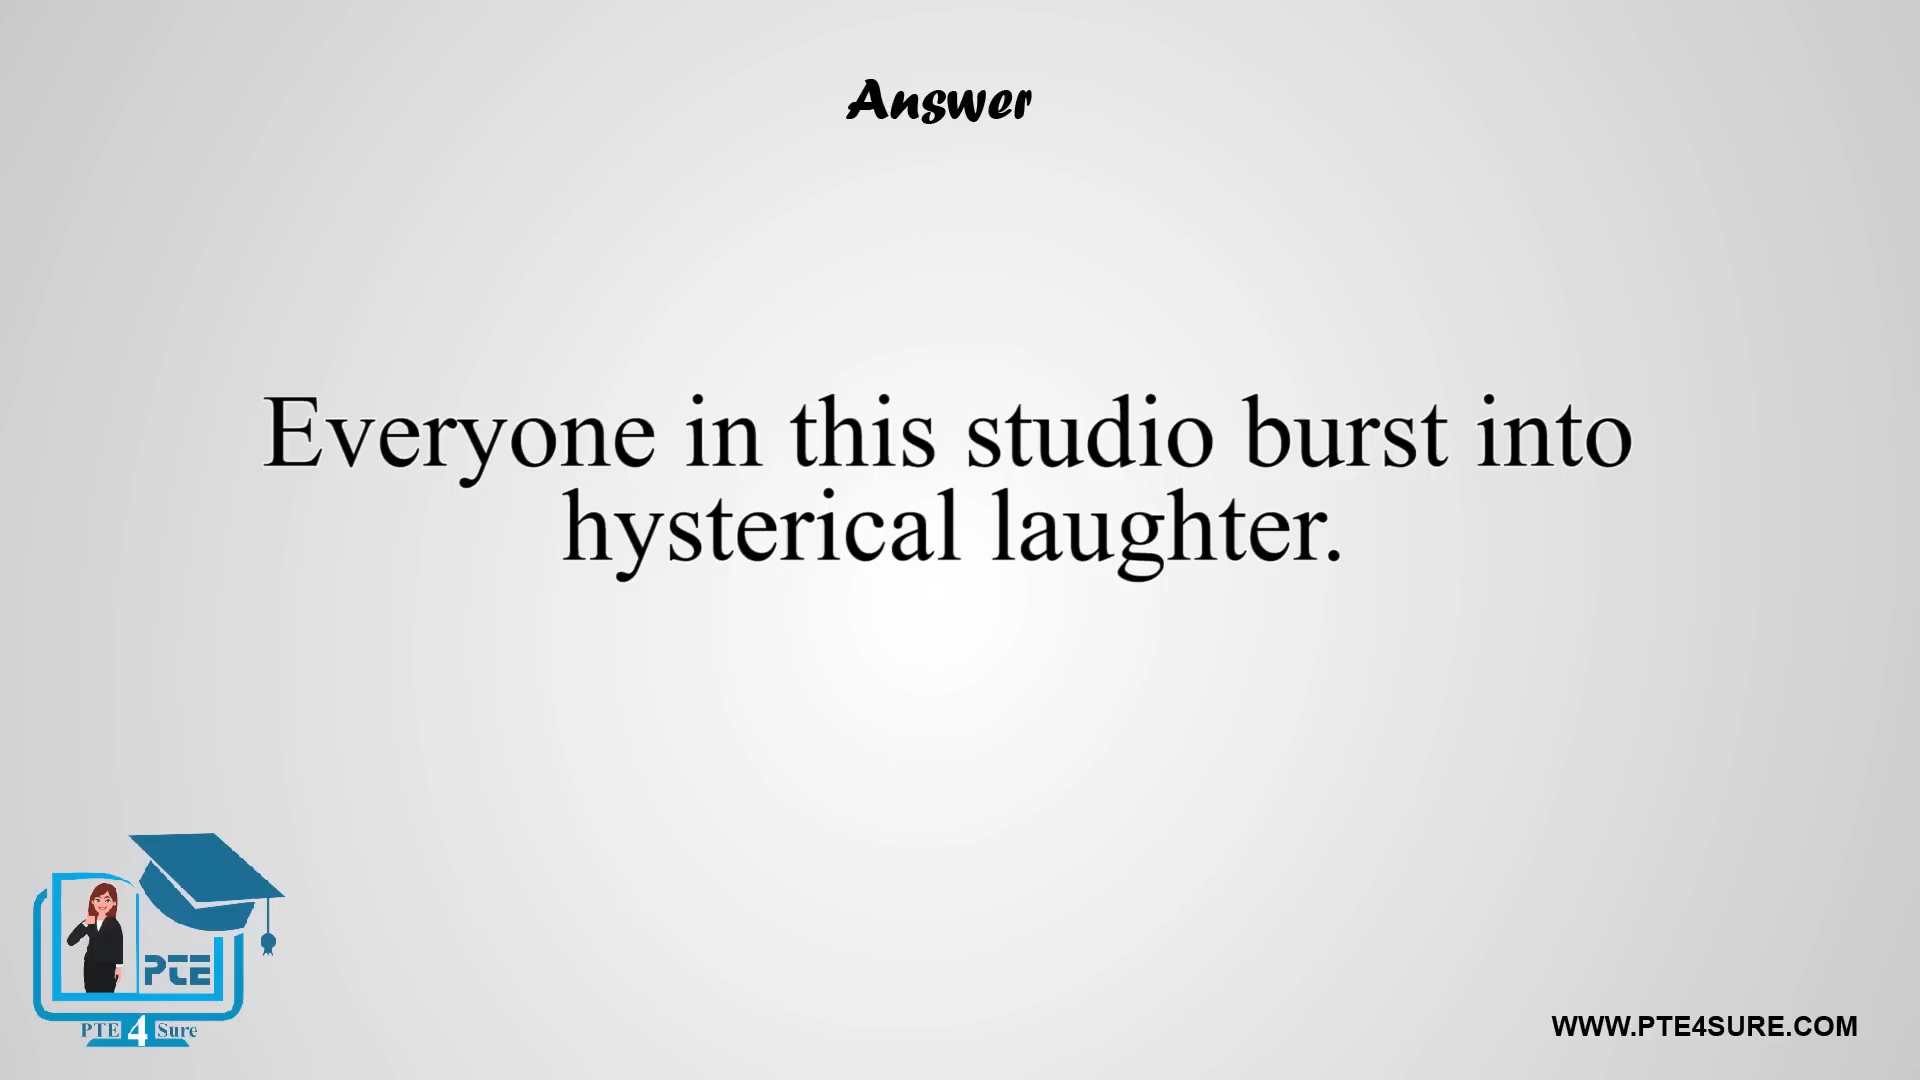 Answer
Everyone in this studio burst into
hysterical laughter.
PTE
PTE 4 Sure
WWW.PTE4SURE.COM